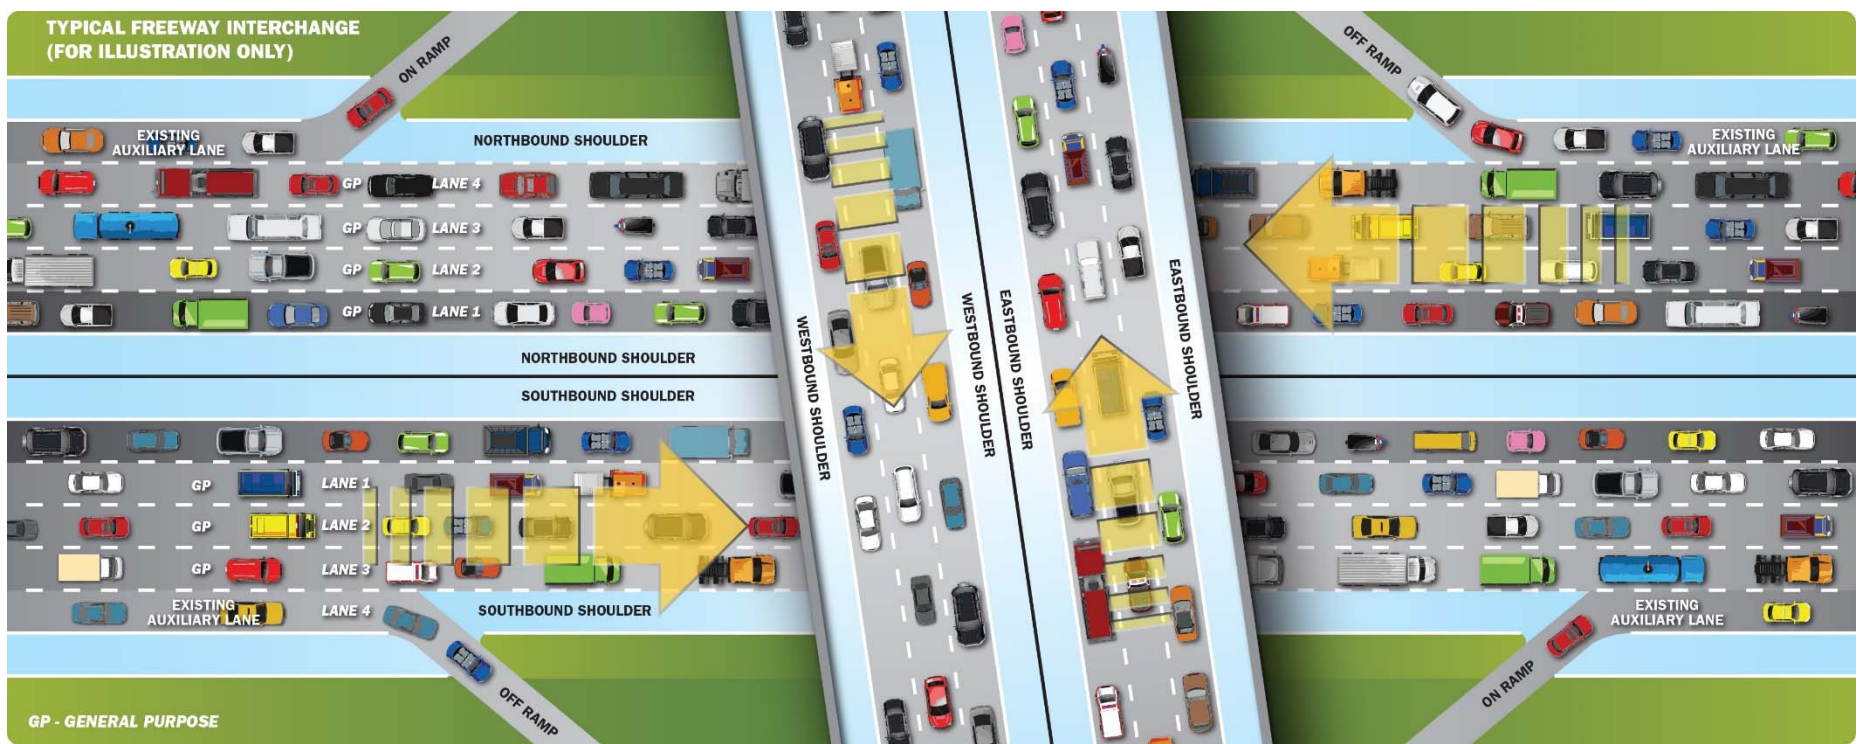 TYPICAL FREEWAY INTERCHANGE
(FOR ILLUSTRATION ONLY)
ON RAMP
OFF RAMP
EXISTING
AUXILIARY LANE
NORTHBOUND SHOULDER
EXISTING
AUXILIARY LANE
GP LANE 4
GP LANE 3
GP LANE 2
GP LANE 1
NORTHBOUND SHOULDER
SOUTHBOUND SHOULDER
WESTBOUND SHOULDER
WESTBOUND SHOULDER
EASTBOUND SHOULDER
EASTBOUND SHOULDER
GP LANE 1
GP LANE 2
GP LANE 3
EXISTING
AUXILIARY LANE
LANE 4
SOUTHBOUND SHOULDER
EXISTING
AUXILIARY LANE
OFF RAMP
ON RAMP
GP - GENERAL PURPOSE